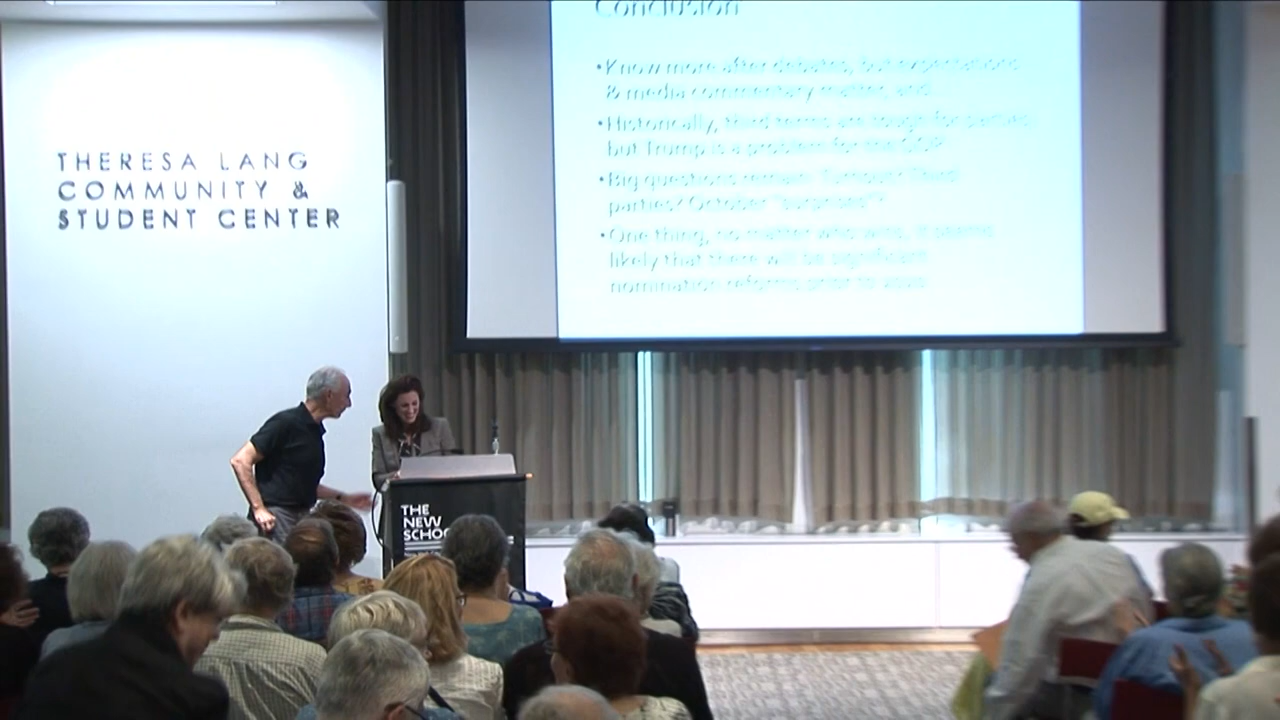 Conclusion
•Know more after debates, but expectations
& media commentary matter, and
•Historically, third terms are tough for parties,
but Trump is a problem for the GOP
•Big questions remain: Turnout? Third
parties? October "surprises"?
•One thing, no matter who wins, it seems
likely that there will be significant
nomination reforms prior to
THERESA LANG
COMMUNITY &
STUDENT CENTER
THE
NEW
SCHOO